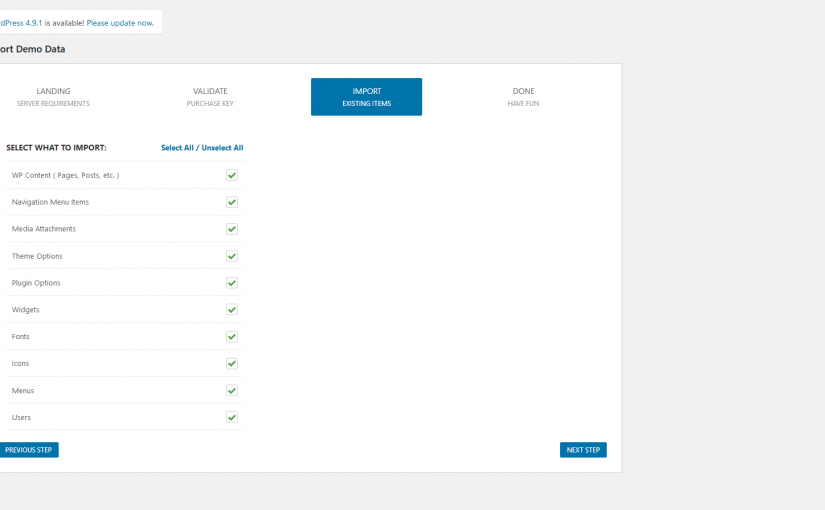 dPress 4.9.1 is available! Please update now.
ort Demo Data
LANDING VALIDATE IMPORT DONE
SERVER REQUIREMENTS PURCHASE KEY EXISTING ITEMS HAVE FUN
SELECT WHAT TO IMPORT: Select All / Unselect All
WP Content ( Pages, Posts, etc. )
Navigation Menu Items
Media Attachments
Theme Options
Plugin Options
Widgets
Fonts
Icons
Menus
Users
PREVIOUS STEP NEXT STEP